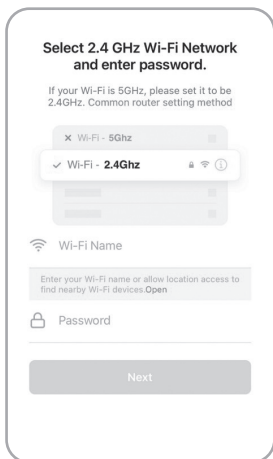 Select 2.4 GHz Wi-Fi Network
and enter password.
If your Wi-Fi is 5GHz, please set it to be
2.4GHz. Common router setting method
Wi-Fi - 5Ghz
Wi-Fi - 2.4Ghz
Wi-Fi Name
Enter your Wi-Fi name or allow location access to
find nearby Wi-Fi devices.Open
Password
Next